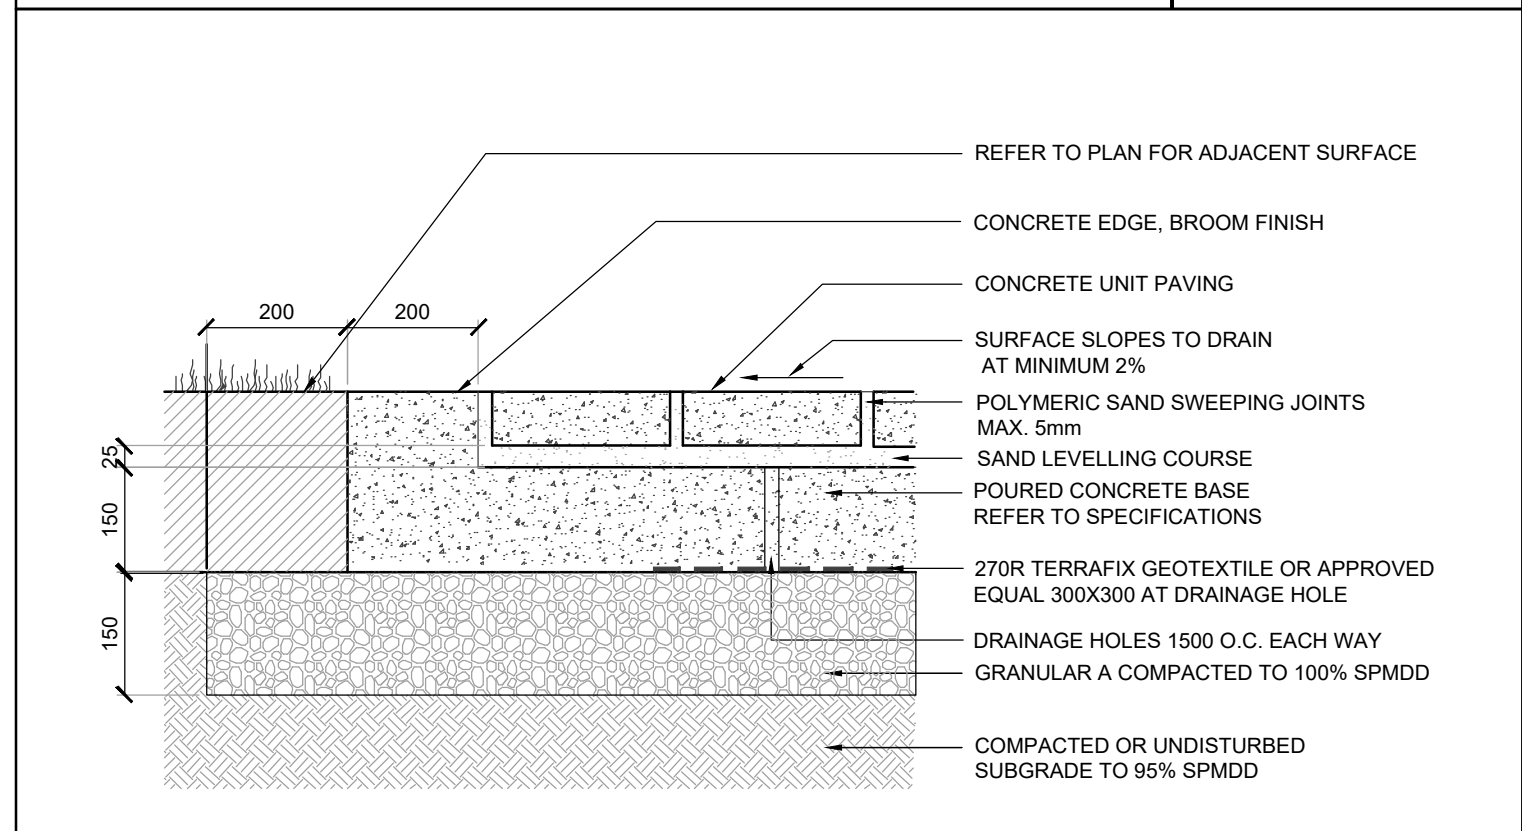 REFER TO PLAN FOR ADJACENT SURFACE
CONCRETE EDGE, BROOM FINISH
CONCRETE UNIT PAVING
200
200
SURFACE SLOPES TO DRAIN
AT MINIMUM 2%
POLYMERIC SAND SWEEPING JOINTS
MAX. 5mm
25
SAND LEVELLING COURSE
POURED CONCRETE BASE
REFER TO SPECIFICATIONS
150
270R TERRAFIX GEOTEXTILE OR APPROVED
EQUAL 300X300 AT DRAINAGE HOLE
150
DRAINAGE HOLES 1500 O.C. EACH WAY
GRANULAR A COMPACTED TO 100% SPMDD
COMPACTED OR UNDISTURBED
SUBGRADE TO 95% SPMDD